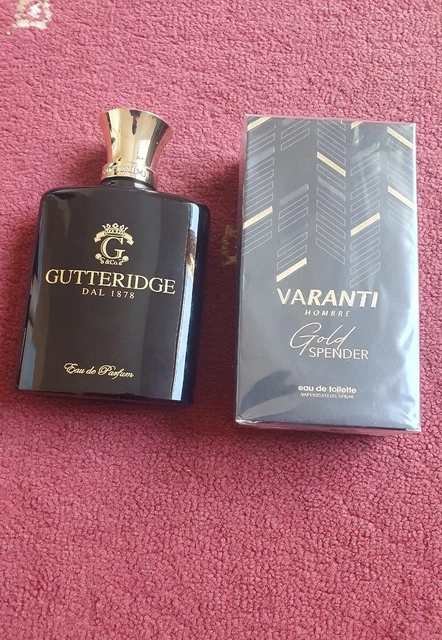 G
& Co.
GUTTERIDGE
DAL 1878
Eau de Parfum
VARANTI
HOMBRE
Gold
SPENDER
eau de toilette
VAPORISATEUR SPRAY